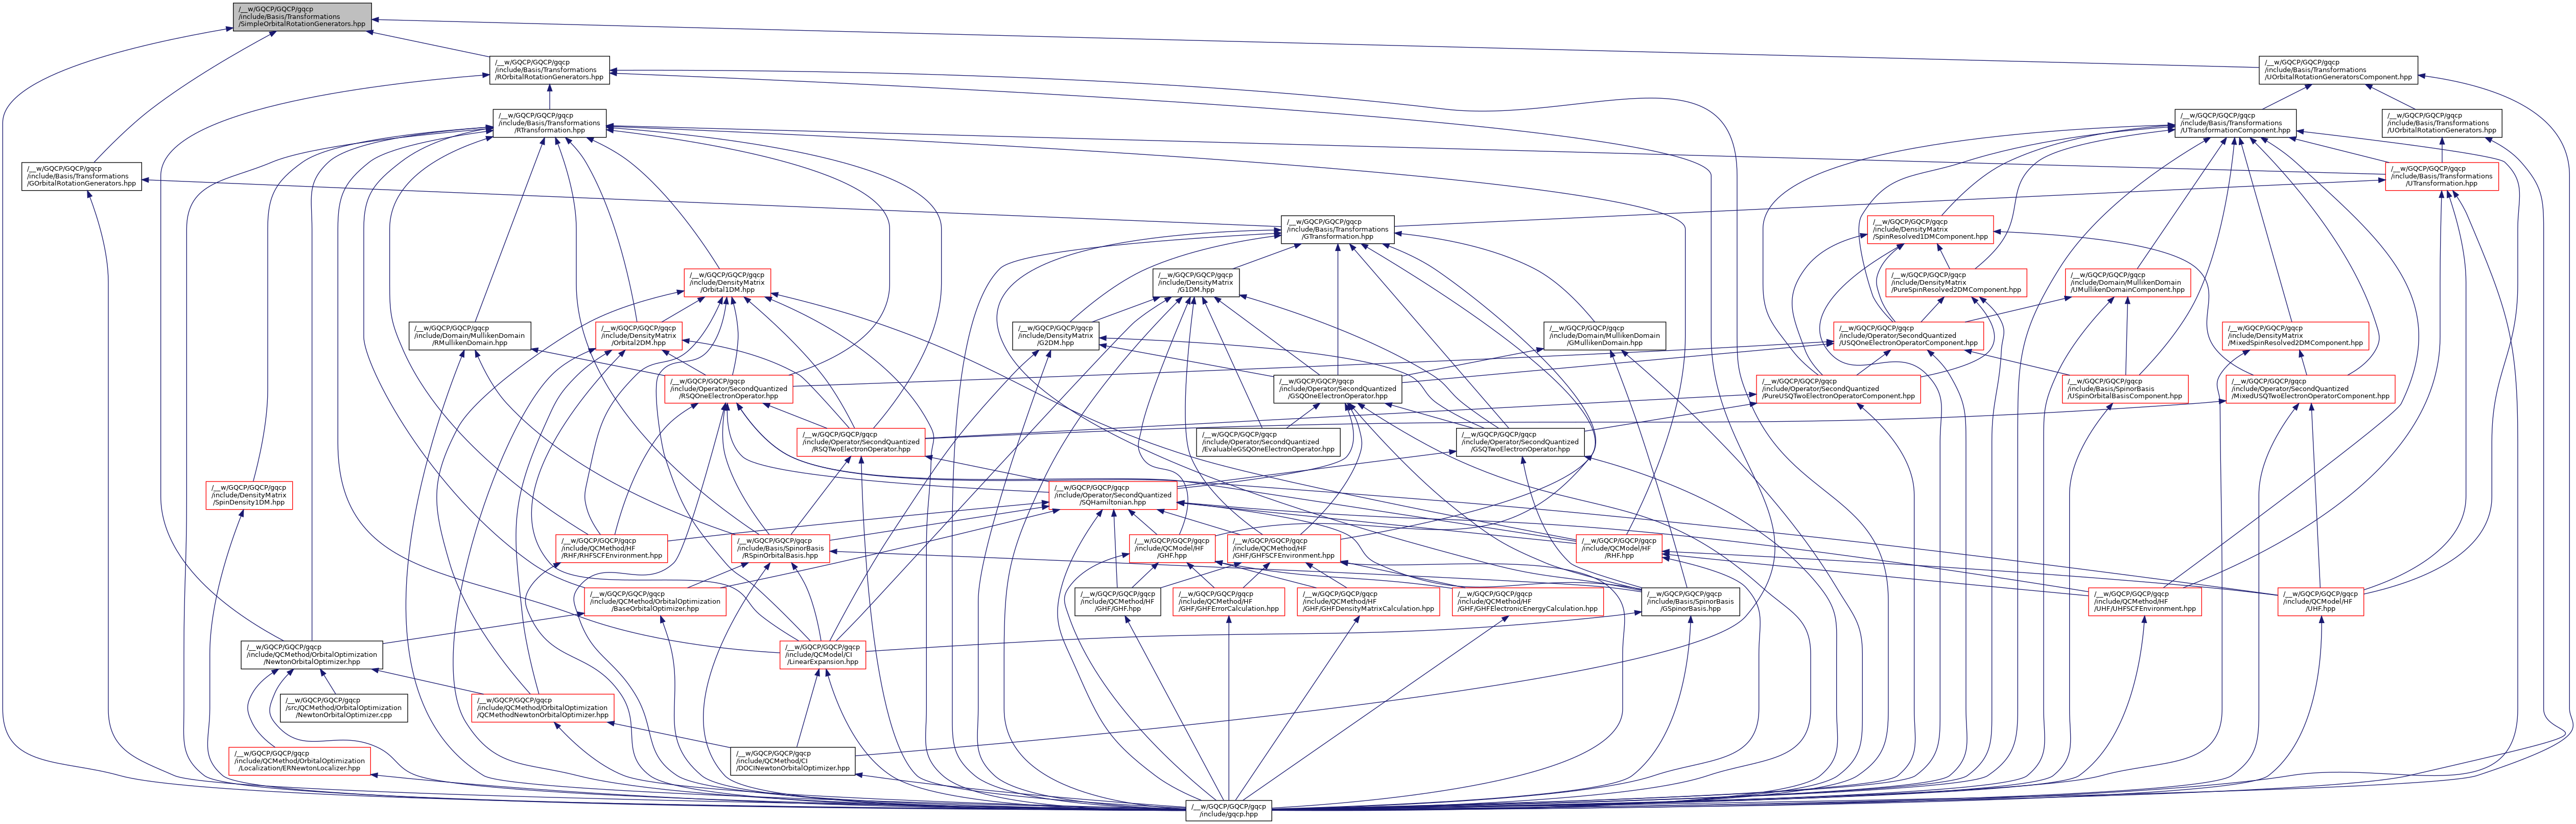 /__w/GQCP/GQCP/gqcp
/include/Basis/Transformations
/SimpleOrbitalRotationGenerators.hpp
/__w/GQCP/GQCP/gqcp
/include/Basis/Transformations
/ROrbitalRotationGenerators.hpp
/__w/GQCP/GQCP/gqcp
/include/Basis/Transformations
/UOrbitalRotationGeneratorsComponent.hpp
/__w/GQCP/GQCP/gqcp
/include/Basis/Transformations
/RTransformation.hpp
/__w/GQCP/GQCP/gqcp
/include/Basis/Transformations
/UTransformationComponent.hpp
/__w/GQCP/GQCP/gqcp
/include/Basis/Transformations
/UOrbitalRotationGenerators.hpp
/__w/GQCP/GQCP/gqcp
/include/Basis/Transformations
/GOrbitalRotationGenerators.hpp
/__w/GQCP/GQCP/gqcp
/include/Basis/Transformations
/UTransformation.hpp
/__w/GQCP/GQCP/gqcp
/include/Basis/Transformations
/GTransformation.hpp
/__w/GQCP/GQCP/gqcp
/include/DensityMatrix
/SpinResolved1DMComponent.hpp
/__w/GQCP/GQCP/gqcp
/include/DensityMatrix
/Orbital1DM.hpp
/__w/GQCP/GQCP/gqcp
/include/DensityMatrix
/G1DM.hpp
/__w/GQCP/GQCP/gqcp
/include/DensityMatrix
/PureSpinResolved2DMComponent.hpp
/__w/GQCP/GQCP/gqcp
/include/Domain/MullikenDomain
/UMullikenDomainComponent.hpp
/__w/GQCP/GQCP/gqcp
/include/Domain/MullikenDomain
/RMullikenDomain.hpp
/__w/GQCP/GQCP/gqcp
/include/DensityMatrix
/Orbital2DM.hpp
/__w/GQCP/GQCP/gqcp
/include/DensityMatrix
/G2DM.hpp
/__w/GQCP/GQCP/gqcp
/include/Domain/MullikenDomain
/GMullikenDomain.hpp
/__w/GQCP/GQCP/gqcp
/include/Operator/SecondQuantized
/USQOneElectronOperatorComponent.hpp
/__w/GQCP/GQCP/gqcp
/include/DensityMatrix
/MixedSpinResolved2DMComponent.hpp
/__w/GQCP/GQCP/gqcp
/include/Operator/SecondQuantized
/RSQOneElectronOperator.hpp
/__w/GQCP/GQCP/gqcp
/include/Operator/SecondQuantized
/GSQOneElectronOperator.hpp
/__w/GQCP/GQCP/gqcp
/include/Operator/SecondQuantized
/PureUSQTwoElectronOperatorComponent.hpp
/__w/GQCP/GQCP/gqcp
/include/Basis/SpinorBasis
/USpinOrbitalBasisComponent.hpp
/__w/GQCP/GQCP/gqcp
/include/Operator/SecondQuantized
/MixedUSQTwoElectronOperatorComponent.hpp
/__w/GQCP/GQCP/gqcp
/include/Operator/SecondQuantized
/RSQTwoElectronOperator.hpp
/__w/GQCP/GQCP/gqcp
/include/Operator/SecondQuantized
/EvaluableGSQOneElectronOperator.hpp
/__w/GQCP/GQCP/gqcp
/include/Operator/SecondQuantized
/GSQTwoElectronOperator.hpp
/__w/GQCP/GQCP/gqcp
/include/DensityMatrix
/SpinDensity1DM.hpp
/__w/GQCP/GQCP/gqcp
/include/Operator/SecondQuantized
/SQHamiltonian.hpp
/__w/GQCP/GQCP/gqcp
/include/QCMethod/HF
/RHF/RHFSCFEnvironment.hpp
/__w/GQCP/GQCP/gqcp
/include/Basis/SpinorBasis
/RSpinOrbitalBasis.hpp
/__w/GQCP/GQCP/gqcp
/include/QCModel/HF
/GHF.hpp
/__w/GQCP/GQCP/gqcp
/include/QCMethod/HF
/GHF/GHFSCFEnvironment.hpp
/__w/GQCP/GQCP/gqcp
/include/QCModel/HF
/RHF.hpp
/__w/GQCP/GQCP/gqcp
/include/QCMethod/OrbitalOptimization
/BaseOrbitalOptimizer.hpp
/__w/GQCP/GQCP/gqcp
/include/QCMethod/HF
/GHF/GHF.hpp
/__w/GQCP/GQCP/gqcp
/include/QCMethod/HF
/GHF/GHFErrorCalculation.hpp
/__w/GQCP/GQCP/gqcp
/include/QCMethod/HF
/GHF/GHFDensityMatrixCalculation.hpp
/__w/GQCP/GQCP/gqcp
/include/QCMethod/HF
/GHF/GHFElectronicEnergyCalculation.hpp
/__w/GQCP/GQCP/gqcp
/include/Basis/SpinorBasis
/GSpinorBasis.hpp
/__w/GQCP/GQCP/gqcp
/include/QCMethod/HF
/UHF/UHFSCFEnvironment.hpp
/__w/GQCP/GQCP/gqcp
/include/QCModel/HF
/UHF.hpp
/__w/GQCP/GQCP/gqcp
/include/QCMethod/OrbitalOptimization
/NewtonOrbitalOptimizer.hpp
/__w/GQCP/GQCP/gqcp
/include/QCModel/CI
/LinearExpansion.hpp
/__w/GQCP/GQCP/gqcp
/src/QCMethod/OrbitalOptimization
/NewtonOrbitalOptimizer.cpp
/__w/GQCP/GQCP/gqcp
/include/QCMethod/OrbitalOptimization
/QCMethodNewtonOrbitalOptimizer.hpp
/__w/GQCP/GQCP/gqcp
/include/QCMethod/OrbitalOptimization
/Localization/ERNewtonLocalizer.hpp
/__w/GQCP/GQCP/gqcp
/include/QCMethod/CI
/DOCINewtonOrbitalOptimizer.hpp
/__w/GQCP/GQCP/gqcp
/include/gqcp.hpp